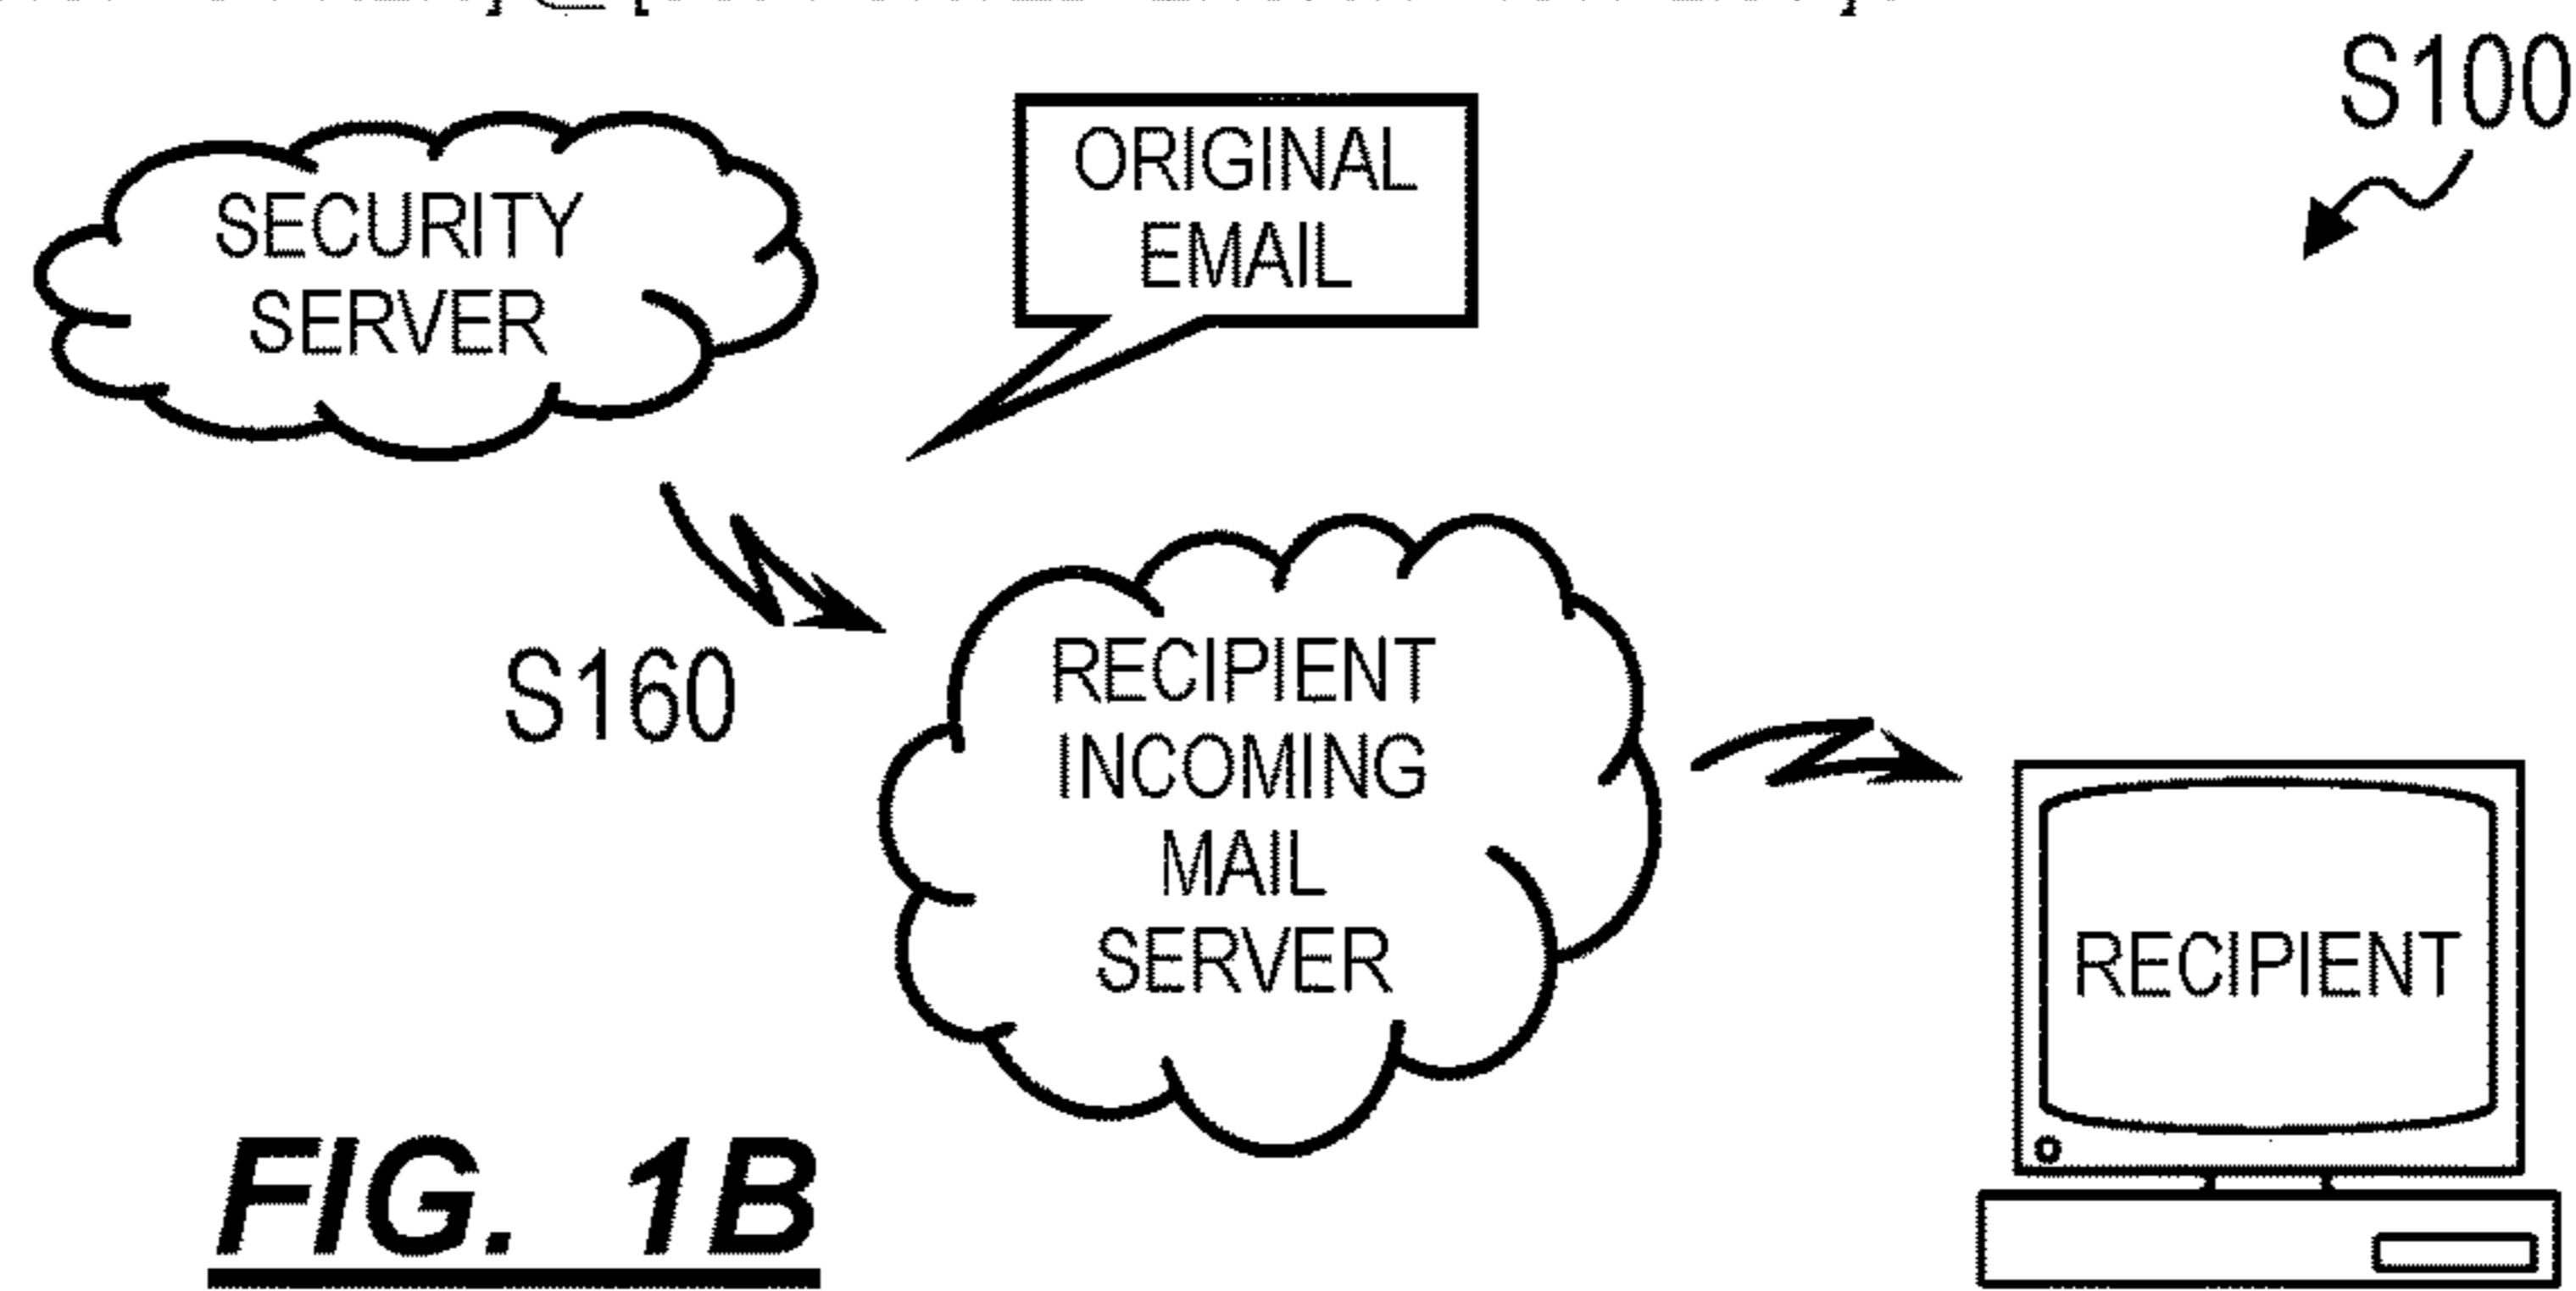 S100
SECURITY
SERVER
ORIGINAL
EMAIL
S160
RECIPIENT
INCOMING
MAIL
SERVER
RECIPIENT
FIG. 1B